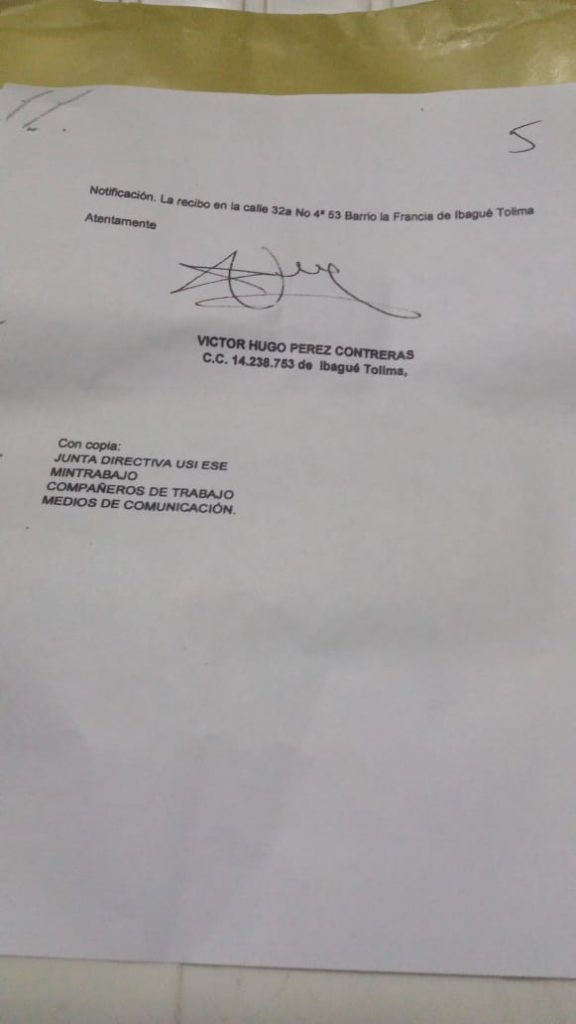 5
Notificación. La recibo en la calle 32a No 4ª 53 Barrio la Francia de Ibagué Tolima
Atentamente
VICTOR HUGO PEREZ CONTRERAS
C.C. 14.238.753 de Ibagué Tolima,
Con copia:
JUNTA DIRECTIVA USI ESE
MINTRABAJO
COMPAÑEROS DE TRABAJO
MEDIOS DE COMUNICACIÓN.